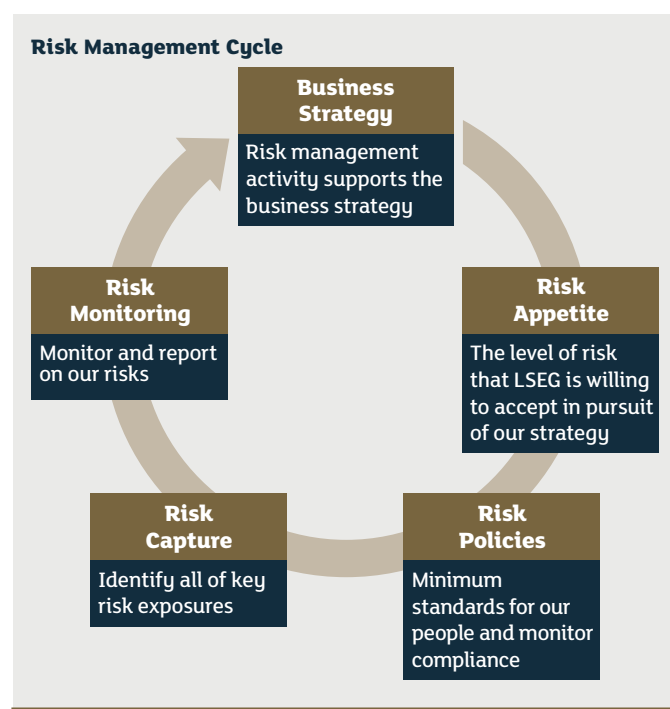 Risk Management Cycle
Business
Strategy
Risk management
activity supports the
business strategy
Risk
Appetite
The level of risk
that LSEG is willing
to accept in pursuit
of our strategy
Risk
Policies
Minimum
standards for our
people and monitor
compliance
Risk
Capture
Identify all of key
risk exposures
Risk
Monitoring
Monitor and report
on our risks